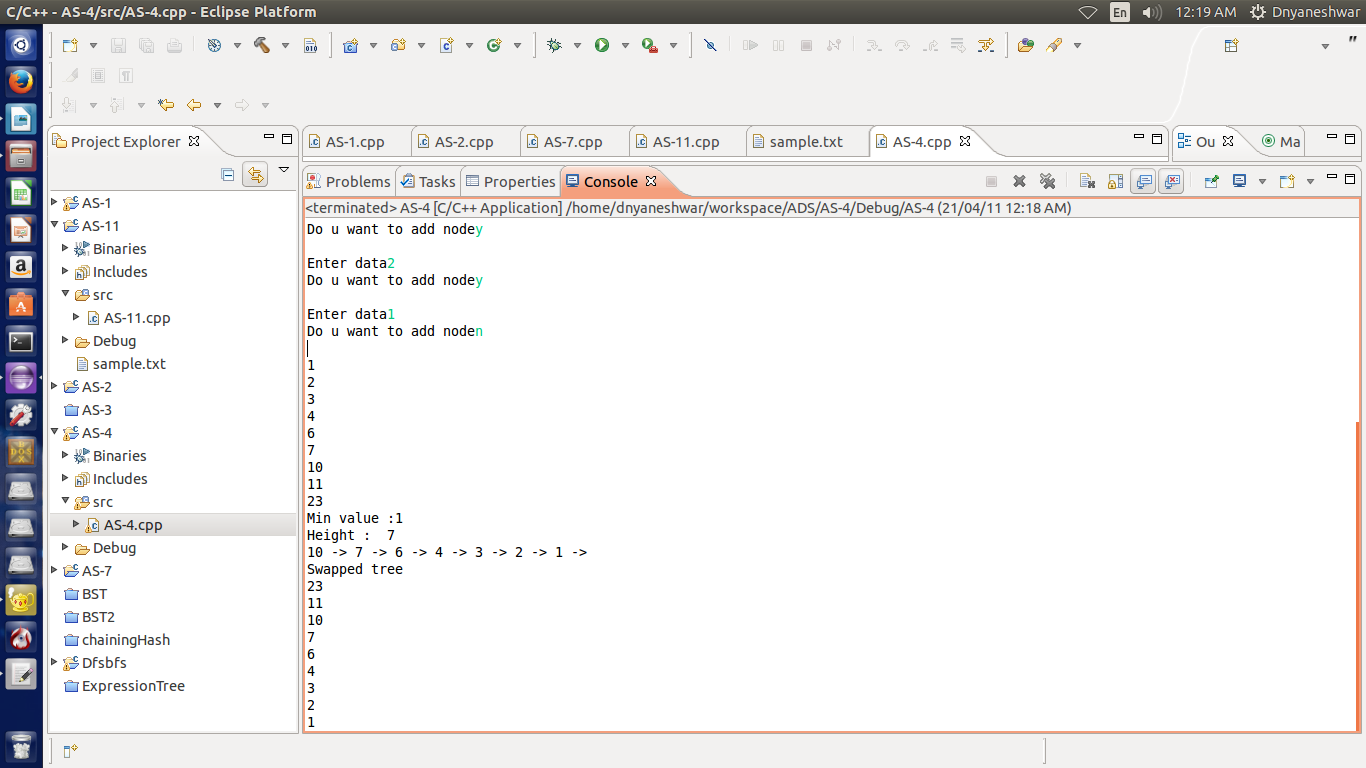 C/C++ - AS-4/src/AS-4.cpp - Eclipse Platform
En
12:19 AM
Dnyaneshwar
Project Explorer
AS-1.cpp
AS-2.cpp
AS-7.cpp
AS-11.cpp
sample.txt
AS-4.cpp
Ou
Ma
AS-1
AS-11
Binaries
Includes
src
AS-11.cpp
Debug
sample.txt
AS-2
AS-3
AS-4
Binaries
Includes
src
AS-4.cpp
Debug
AS-7
BST
BST2
chainingHash
Dfsbfs
ExpressionTree
Problems
Tasks
Properties
Console
<terminated> AS-4 [C/C++ Application] /home/dnyaneshwar/workspace/ADS/AS-4/Debug/AS-4 (21/04/11 12:18 AM)
Do u want to add nodey
Enter data2
Do u want to add nodey
Enter data1
Do u want to add noden
1
2
3
4
6
7
10
11
23
Min value :1
Height :  7
10 -> 7 -> 6 -> 4 -> 3 -> 2 -> 1 ->
Swapped tree
23
11
10
7
6
4
3
2
1